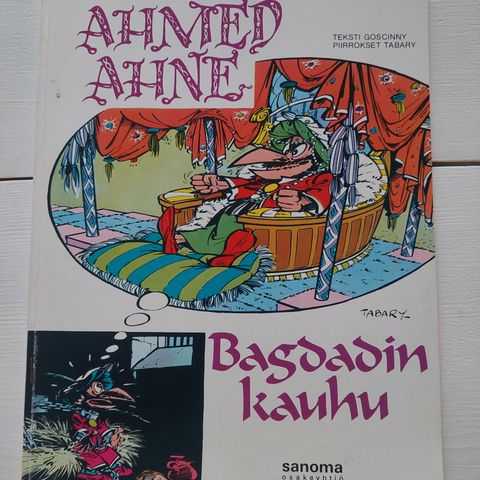 AHMED
AHNE
TEKSTI GOSCINNY
PIIRROKSET TABARY
TABARY
Bagdadin
kauhu
sanoma
osakeyhtiö